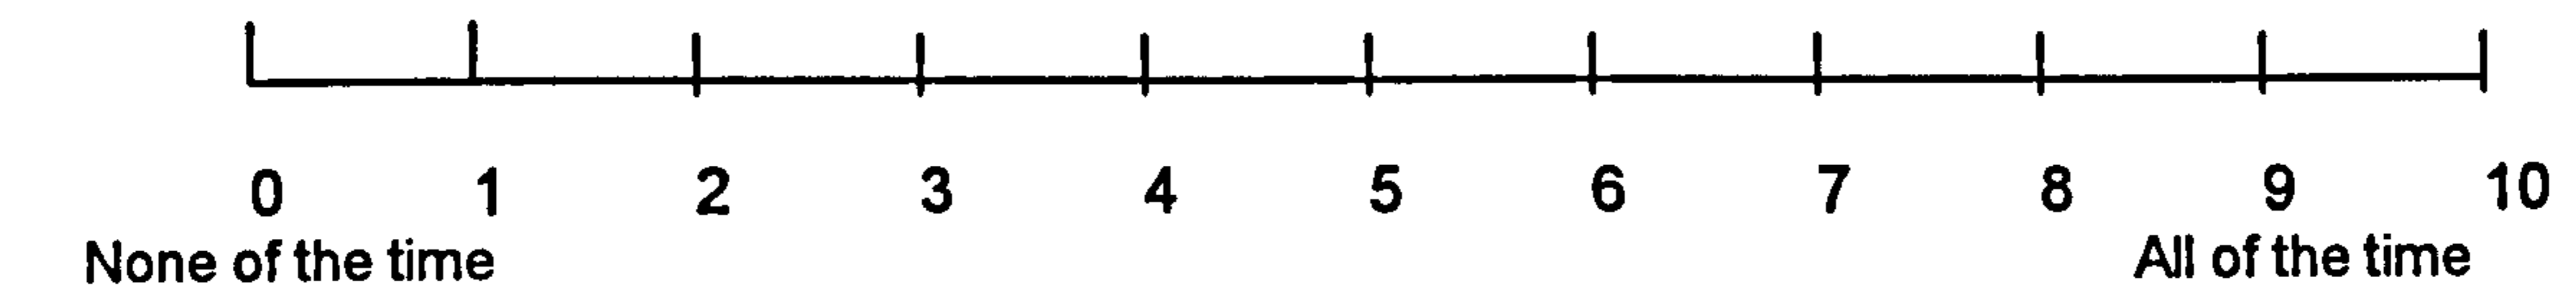 0 1 2 3 4 5 6 7 8 9 10
None of the time All of the time